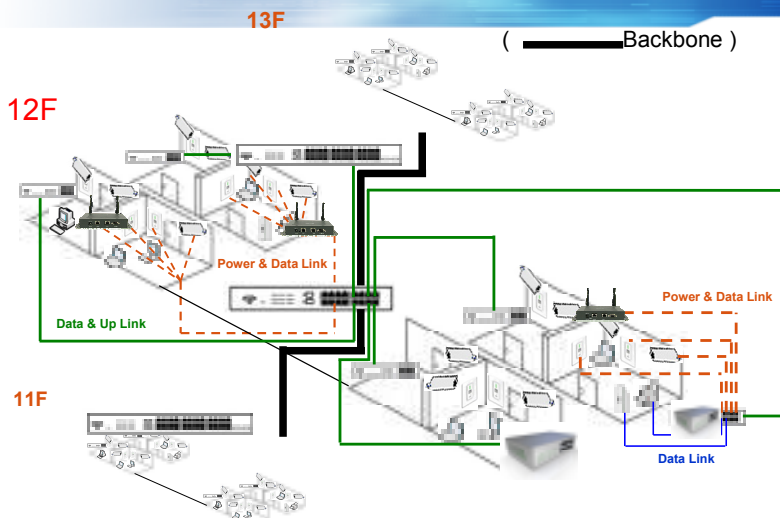 13F
( Backbone )
12F
Power & Data Link
Power & Data Link
Data & Up Link
11F
Data Link